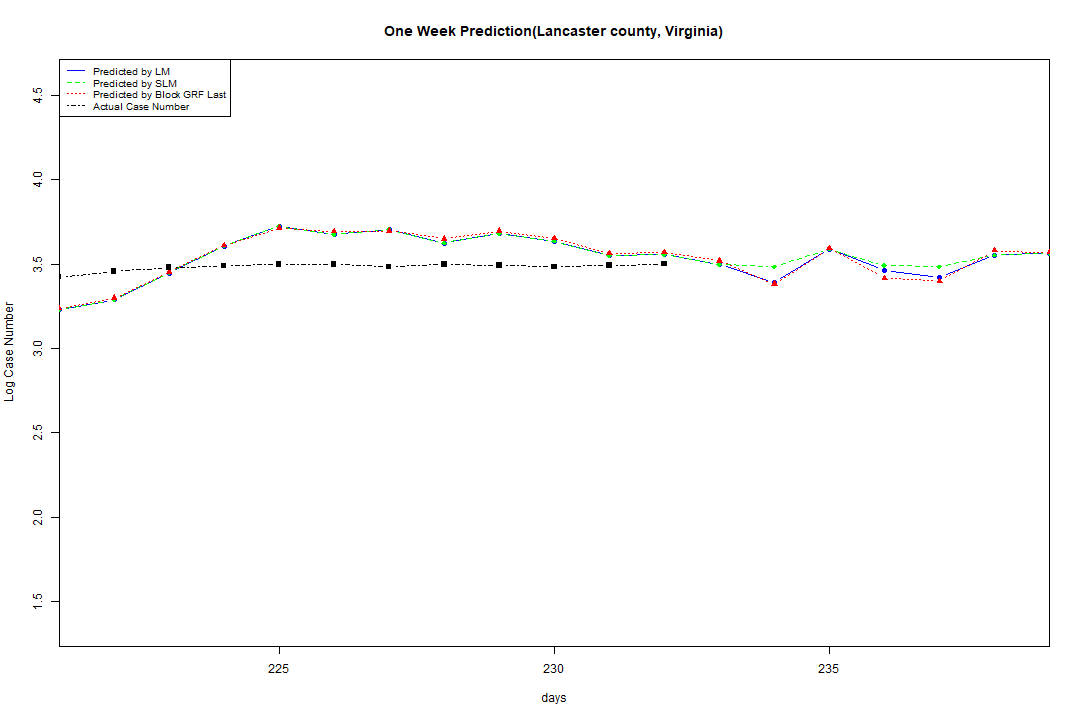 One Week Prediction(Lancaster county, Virginia)
Predicted by LM
Predicted by SLM
Predicted by Block GRF Last
Actual Case Number
4.5
4.0
3.5
3.0
2.5
2.0
1.5
Log Case Number
225 230 235
days